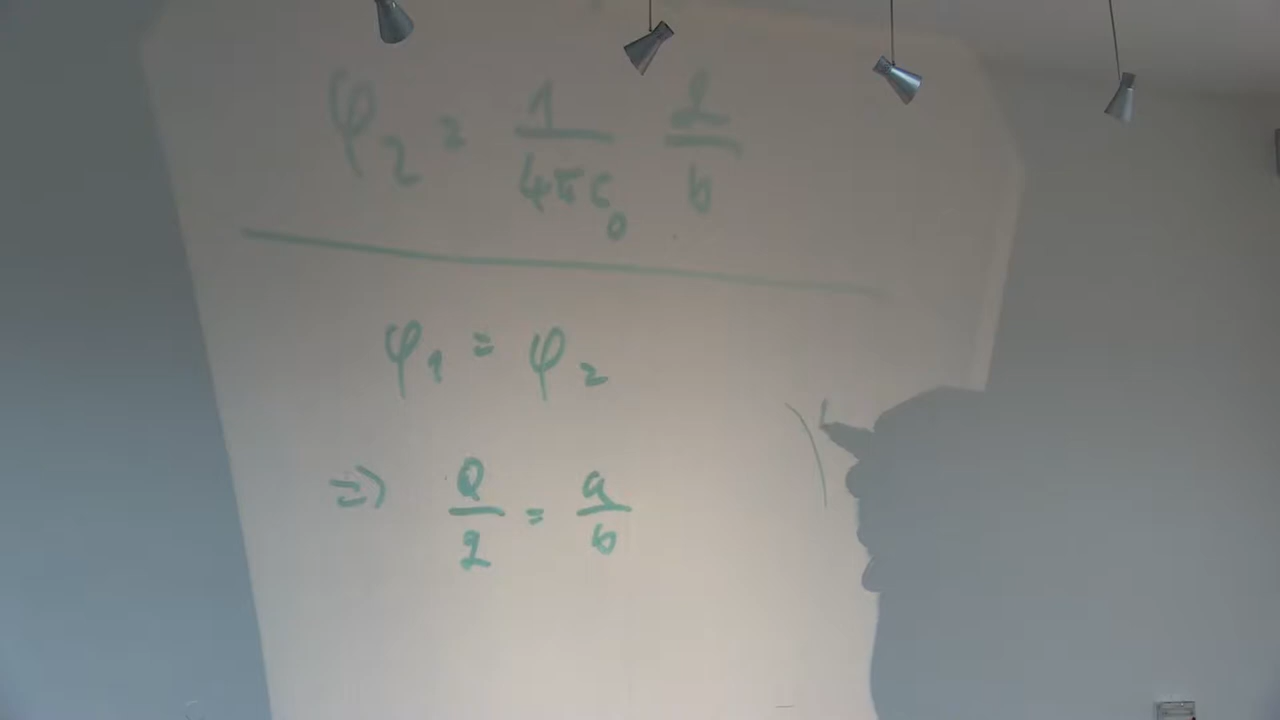 φ₂ = 1/(4πε₀) q/b
φ₁ = φ₂
⇒ Q/q = a/b